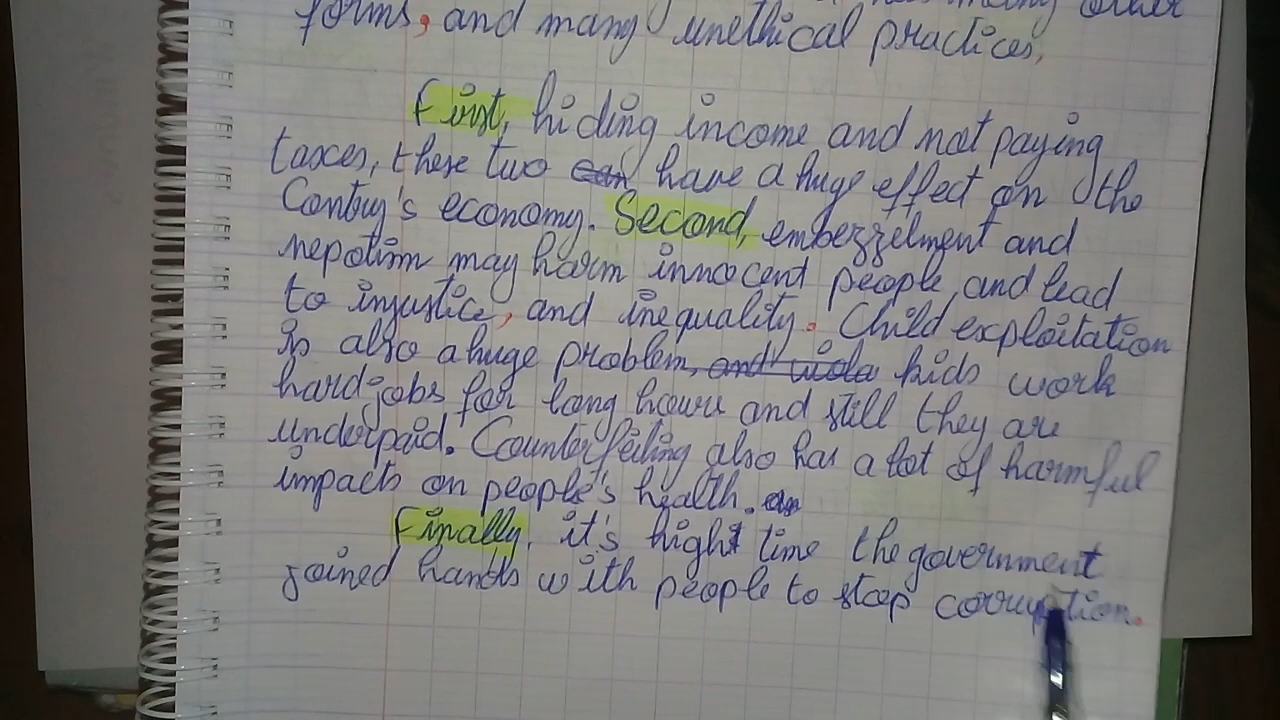 many other
forms, and many unethical practices,
First, hiding income and not paying
taxes, these two have a huge effect on the
Contry's economy. Second, embezzelment and
nepotism may harm innocent people, and lead
to injustice, and inequality. Child exploitation
is also a huge problem, kids work
hard jobs for long hours and still they are
underpaid. Counterfeiting also has a lot of harmful
impacts on people's health.
Finally, it's hight time the government
joined hands with people to stop corruption.